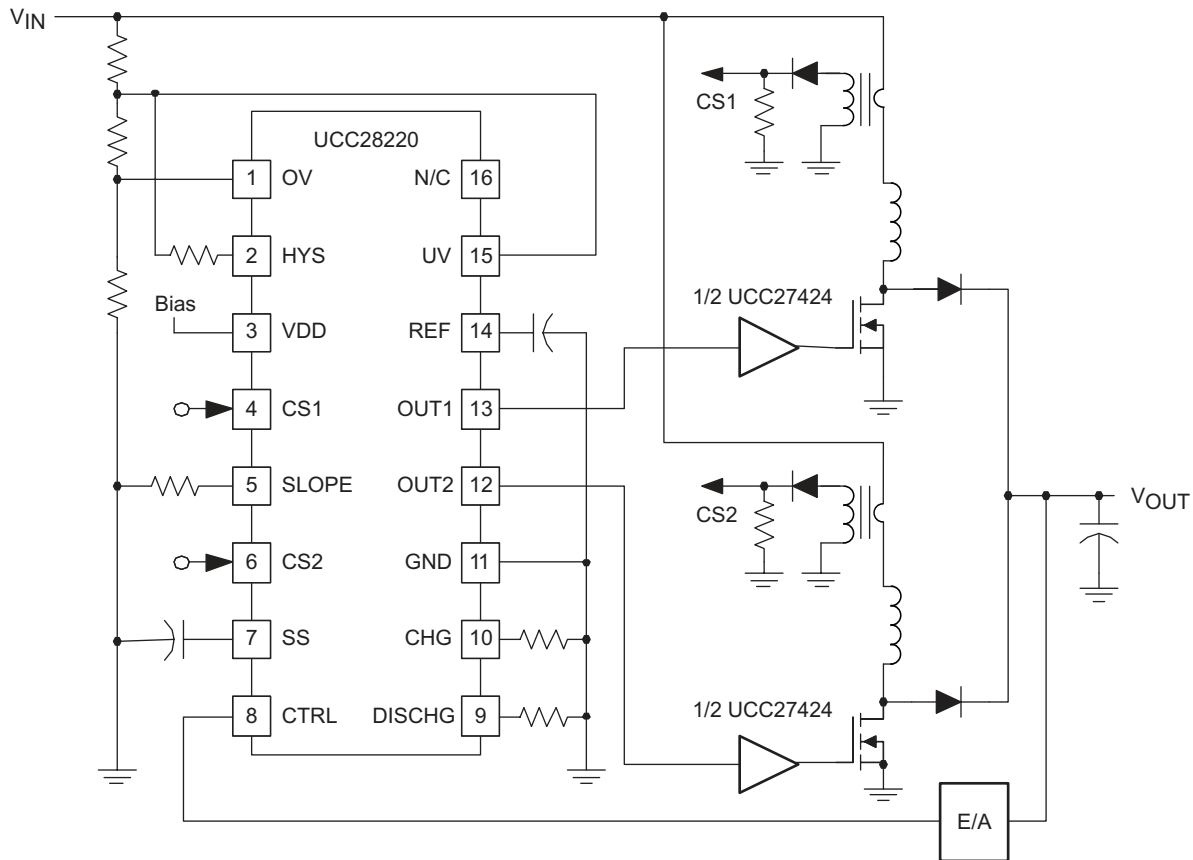 VIN
CS1
UCC28220
1 OV
N/C 16
2 HYS
UV 15
1/2 UCC27424
Bias
3 VDD
REF 14
4 CS1
OUT1 13
5 SLOPE
OUT2 12
CS2
VOUT
6 CS2
GND 11
7 SS
CHG 10
8 CTRL
DISCHG 9
1/2 UCC27424
E/A